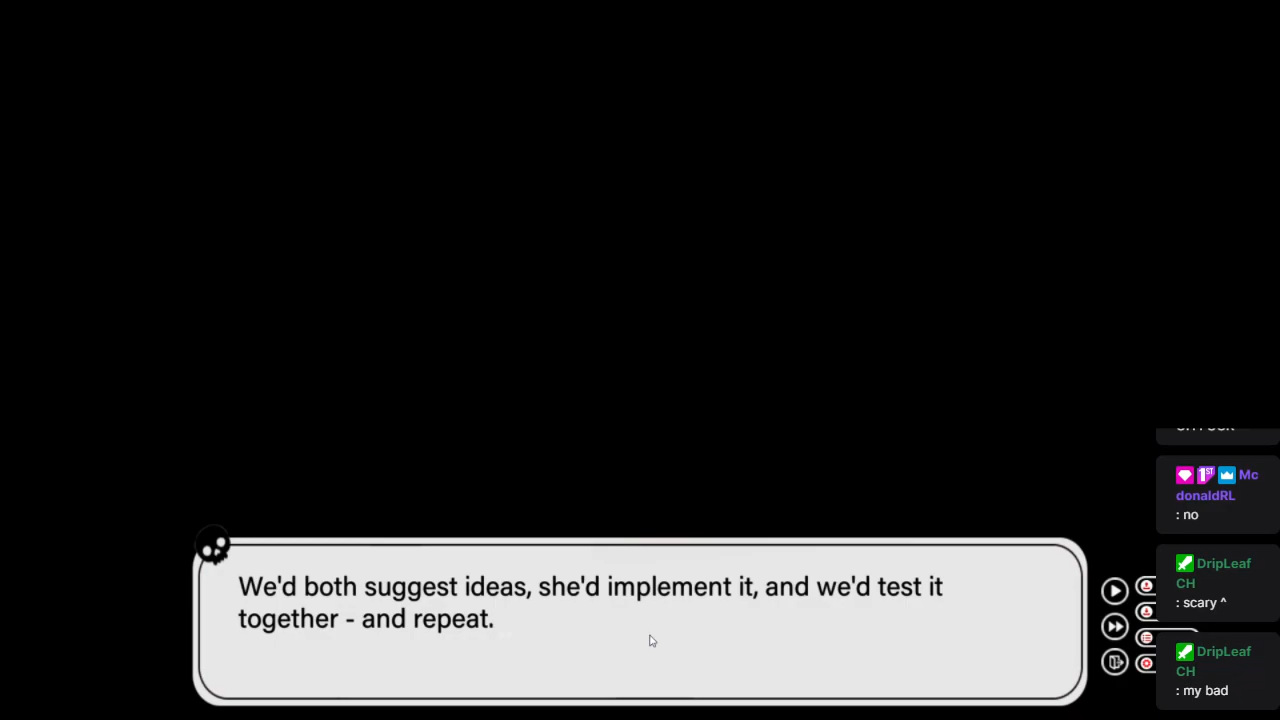 Mc
donaldRL
: no
DripLeaf
CH
: scary ^
DripLeaf
CH
: my bad
We'd both suggest ideas, she'd implement it, and we'd test it
together - and repeat.